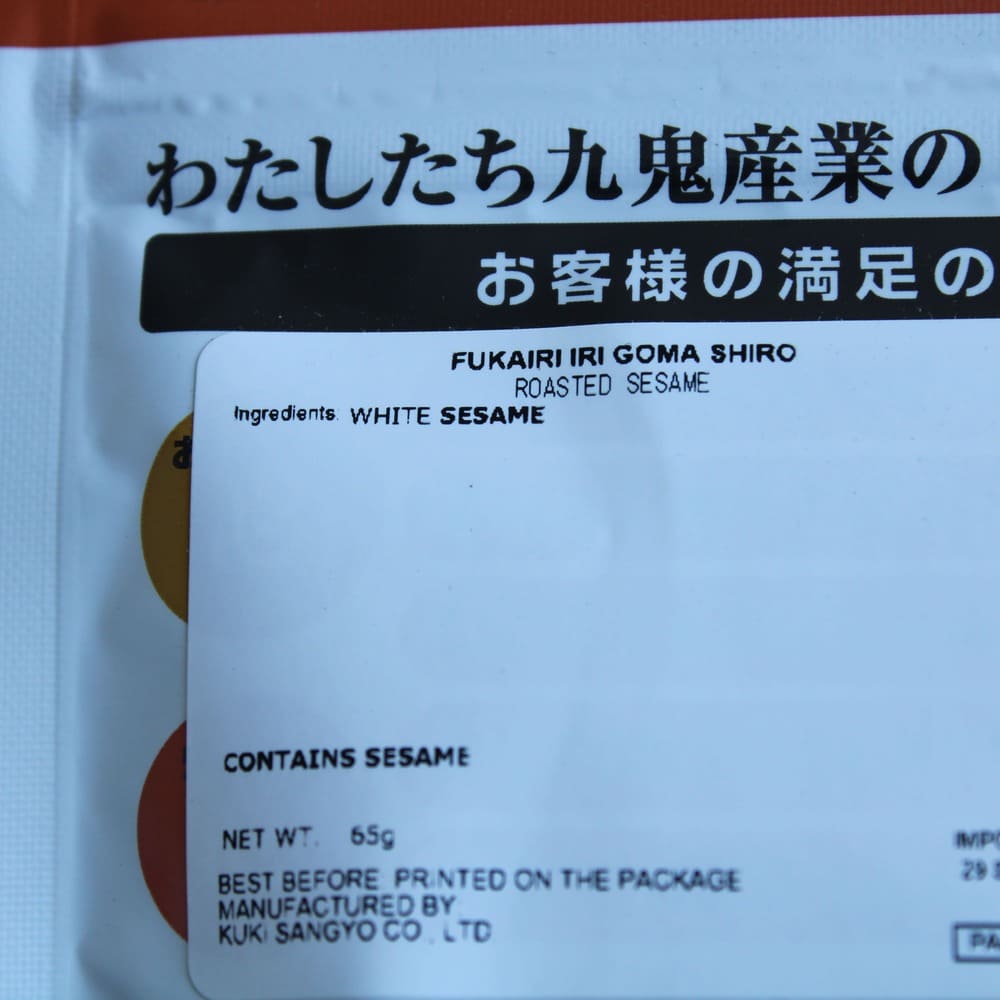 わたしたち九鬼産業の
お客様の満足の
FUKAIRI IRI GOMA SHIRO
ROASTED SESAME
Ingredients: WHITE SESAME
CONTAINS SESAME
NET WT. 65g
BEST BEFORE PRINTED ON THE PACKAGE
MANUFACTURED BY
KUKI SANGYO CO., LTD